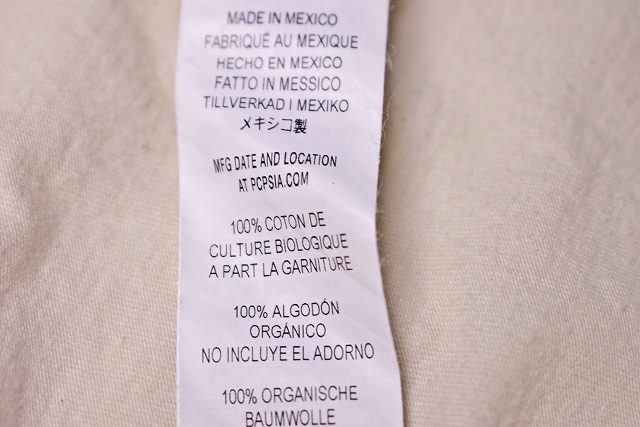 MADE IN MEXICO
FABRIQUÉ AU MEXIQUE
HECHO EN MEXICO
FATTO IN MESSICO
TILLVERKAD I MEXIKO
メキシコ製
MFG DATE AND LOCATION
AT PCPSIA.COM
100% COTON DE
CULTURE BIOLOGIQUE
A PART LA GARNITURE
100% ALGODÓN
ORGÁNICO
NO INCLUYE EL ADORNO
100% ORGANISCHE
BAUMWOLLE